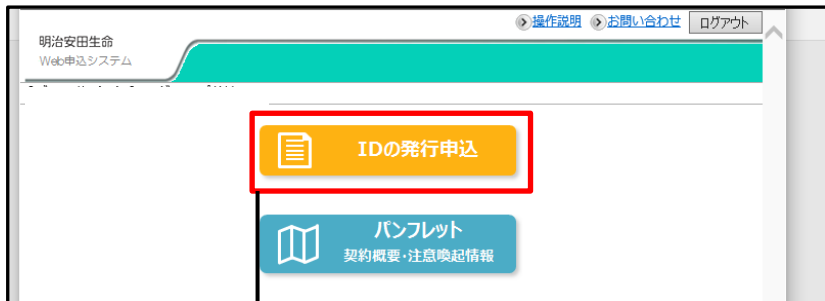 操作説明 お問い合わせ ログアウト
明治安田生命
Web申込システム
IDの発行申込
パンフレット
契約概要・注意喚起情報